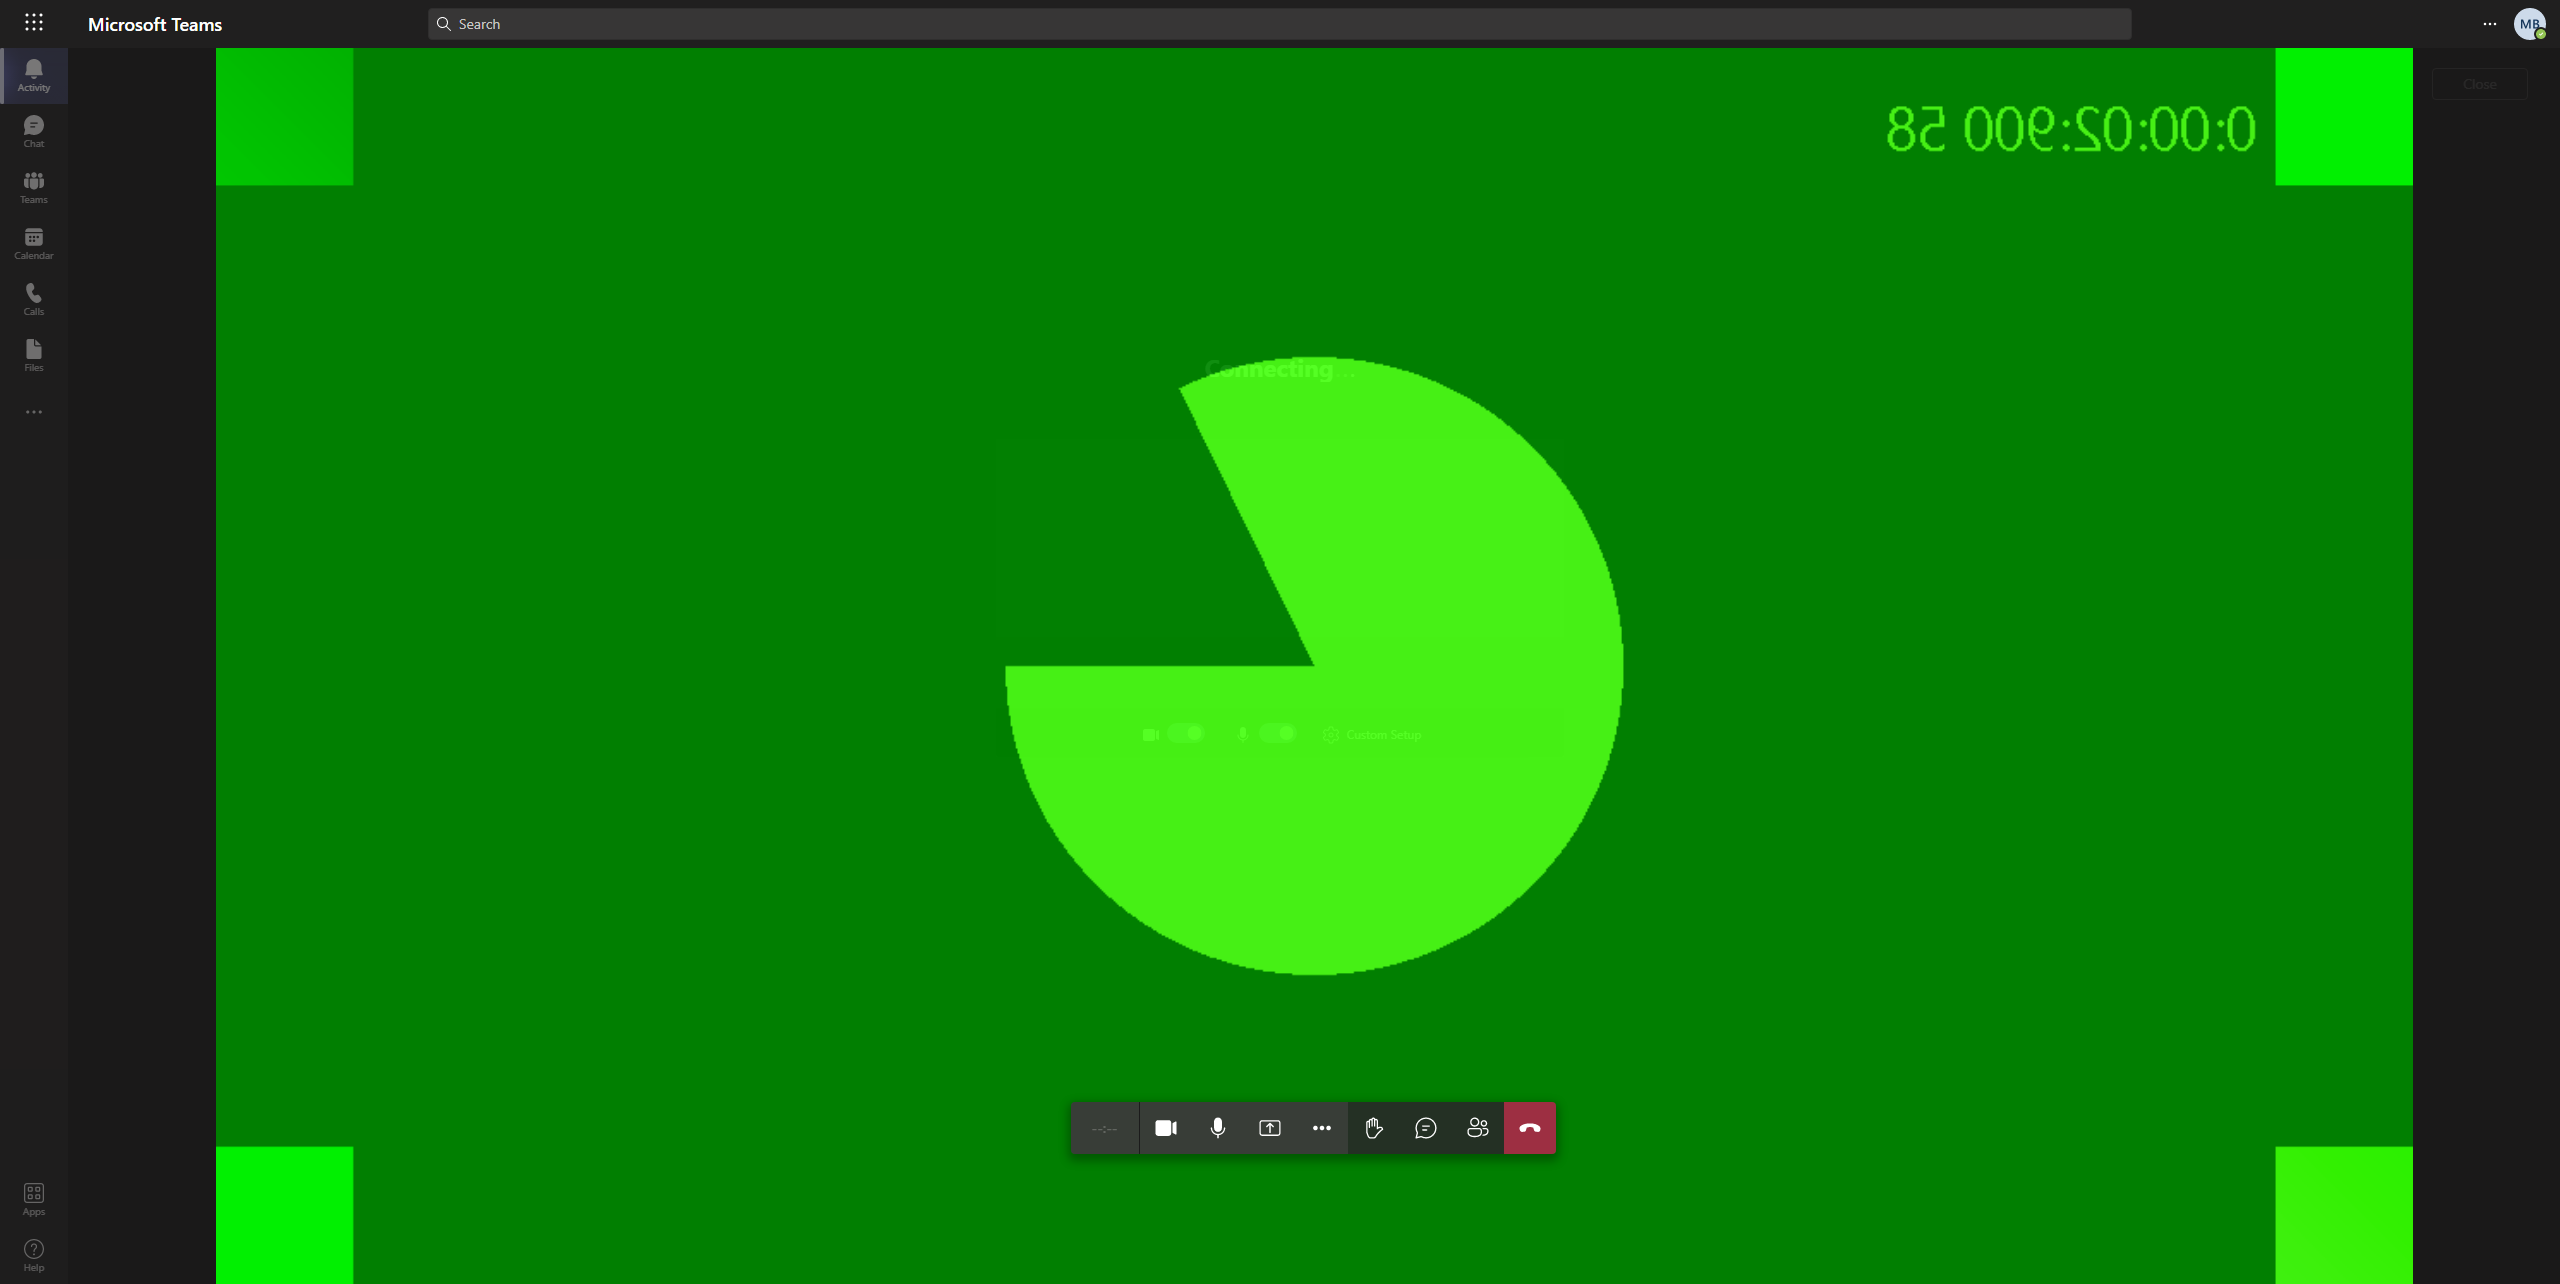 Microsoft Teams
Search
MB
Activity
Close
0:00:02:900 58
Chat
Teams
Calendar
Calls
Files
Connecting...
Custom Setup
--:--
Apps
Help